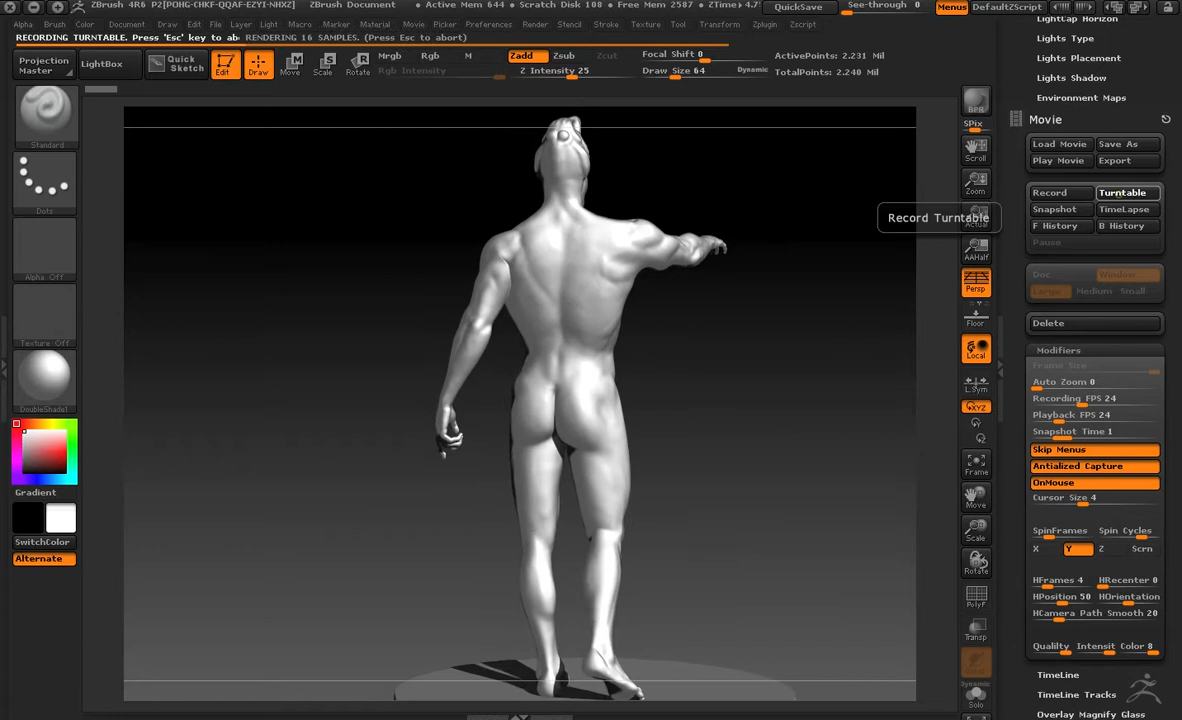 ZBrush 4R6 P2[POHG-CHKF-QQAF-EZYI-NHXZ] ZBrush Document • Active Mem 644 • Scratch Disk 108 • Free Mem 2587 • ZTime▸4.7 QuickSave See-through 0 Menus DefaultZScript
Alpha Brush Color Document Draw Edit File Layer Light Macro Marker Material Movie Picker Preferences Render Stencil Stroke Texture Tool Transform Zplugin Zscript
RECORDING TURNTABLE. Press 'Esc' key to ab RENDERING 16 SAMPLES. (Press Esc to abort)
Projection Master
LightBox
Quick Sketch
Edit
Draw
Move
Scale
Rotate
Mrgb Rgb M
Rgb Intensity
Zadd Zsub Zcut
Z Intensity 25
Focal Shift 0
Draw Size 64 Dynamic
ActivePoints: 2.231 Mil
TotalPoints: 2.240 Mil
Standard
Dots
Alpha Off
Texture Off
DoubleShade1
Gradient
SwitchColor
Alternate
BPR
SPix
Scroll
Zoom
Actual
AAHalf
Persp
Floor
Local
L.Sym
XYZ
Frame
Move
Scale
Rotate
PolyF
Transp
Dynamic
Solo
Record Turntable
LightCap Horizon
Lights Type
Lights Placement
Lights Shadow
Environment Maps
Movie
Load Movie Save As
Play Movie Export
Record Turntable
Snapshot TimeLapse
F History B History
Pause
Doc Window
Large Medium Small
Delete
Modifiers
Frame Size
Auto Zoom 0
Recording FPS 24
Playback FPS 24
Snapshot Time 1
Skip Menus
Antialized Capture
OnMouse
Cursor Size 4
SpinFrames Spin Cycles
X Y Z Scrn
HFrames 4 HRecenter 0
HPosition 50 HOrientation
HCamera Path Smooth 20
Qualilty Intensit Color 8
TimeLine
TimeLine Tracks
Overlay Magnify Glass